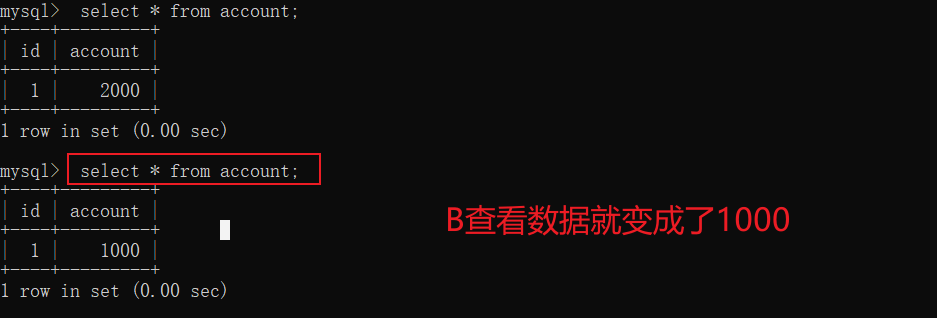 mysql>  select * from account;
+----+---------+
| id | account |
+----+---------+
|  1 |    2000 |
+----+---------+
1 row in set (0.00 sec)
mysql>  select * from account;
+----+---------+
| id | account |
+----+---------+
|  1 |    1000 |
+----+---------+
1 row in set (0.00 sec)
B查看数据就变成了1000